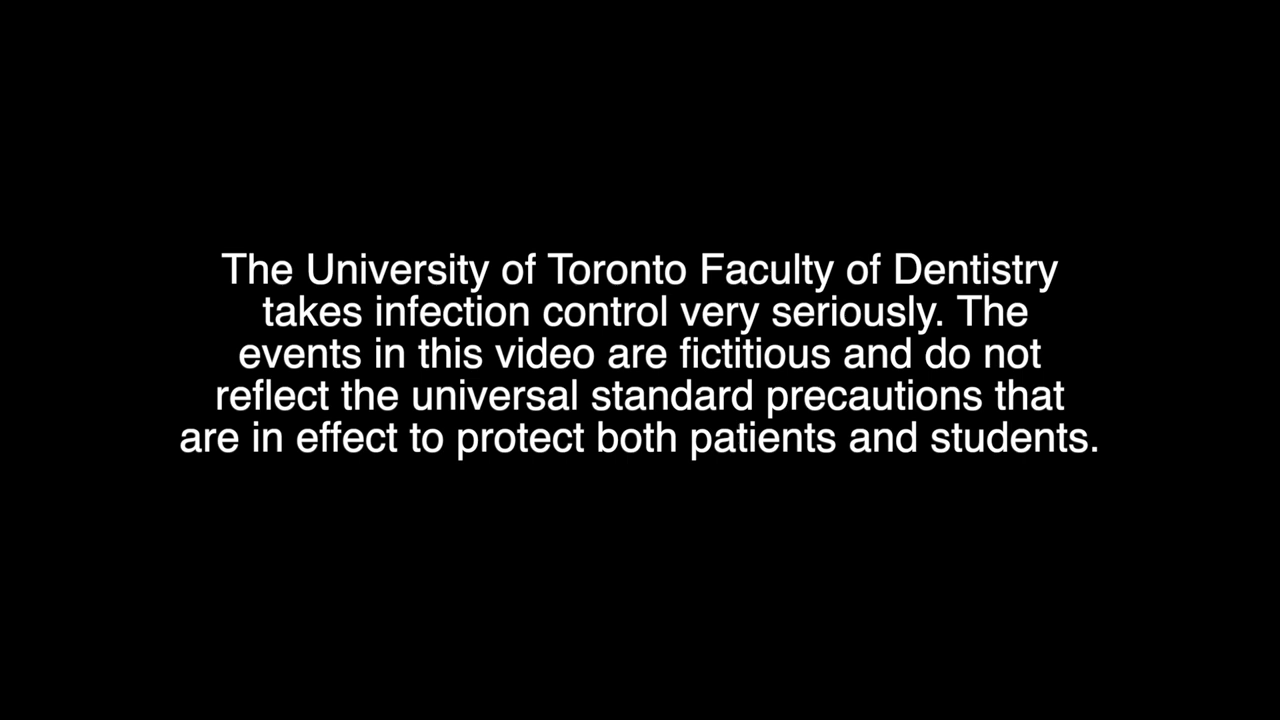 The University of Toronto Faculty of Dentistry
takes infection control very seriously. The
events in this video are fictitious and do not
reflect the universal standard precautions that
are in effect to protect both patients and students.